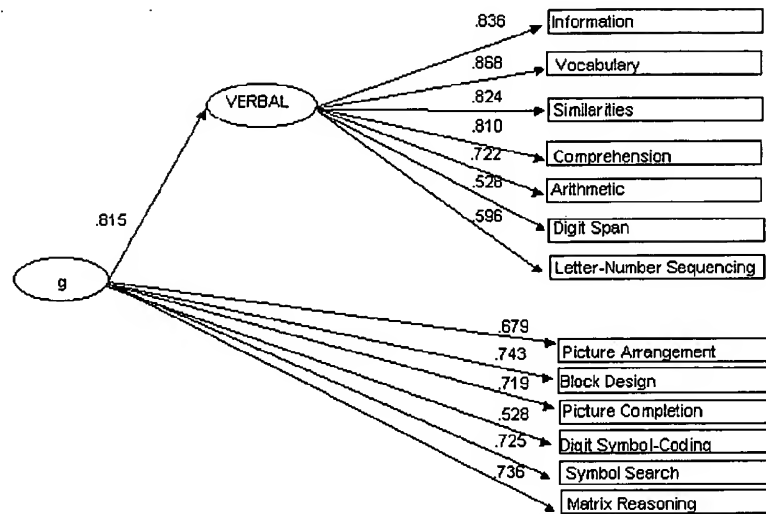 .836
Information
.868
Vocabulary
VERBAL
.824
Similarities
.810
Comprehension
.722
Arithmetic
.528
Digit Span
.596
Letter-Number Sequencing
.815
g
.679
Picture Arrangement
.743
Block Design
.719
Picture Completion
.528
Digit Symbol-Coding
.725
Symbol Search
.736
Matrix Reasoning